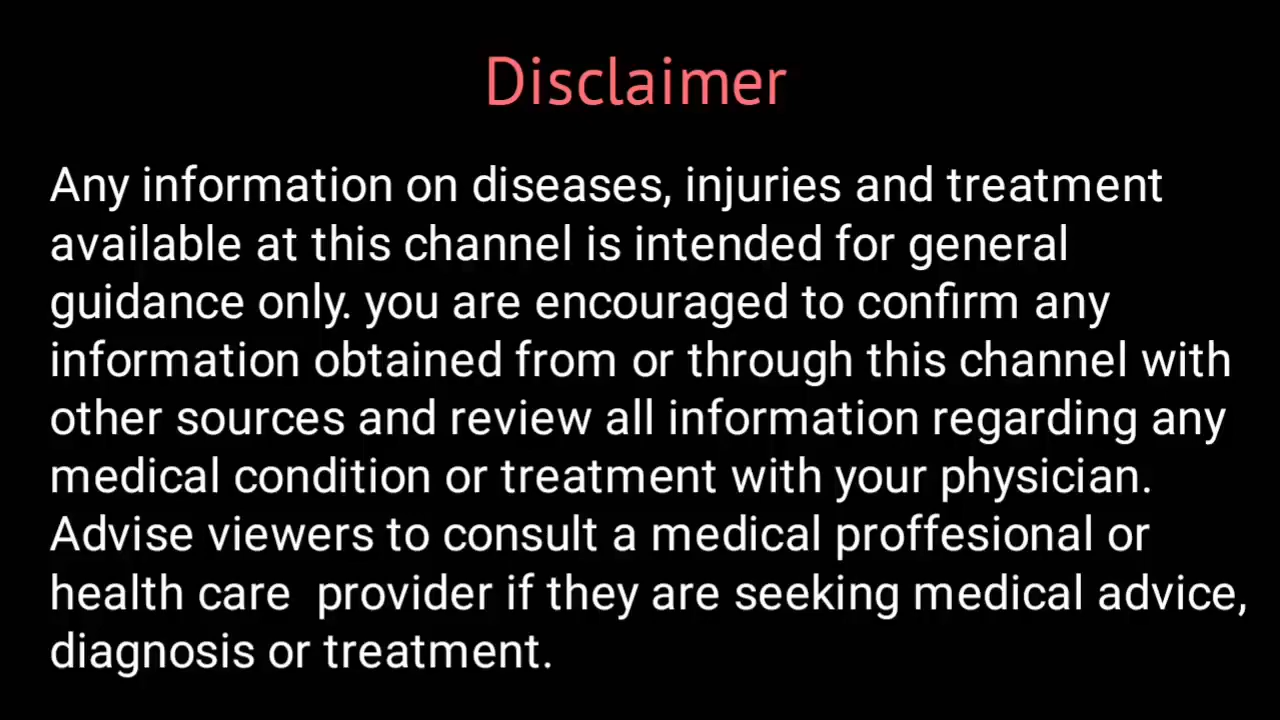 Disclaimer
Any information on diseases, injuries and treatment
available at this channel is intended for general
guidance only. you are encouraged to confirm any
information obtained from or through this channel with
other sources and review all information regarding any
medical condition or treatment with your physician.
Advise viewers to consult a medical proffesional or
health care  provider if they are seeking medical advice,
diagnosis or treatment.